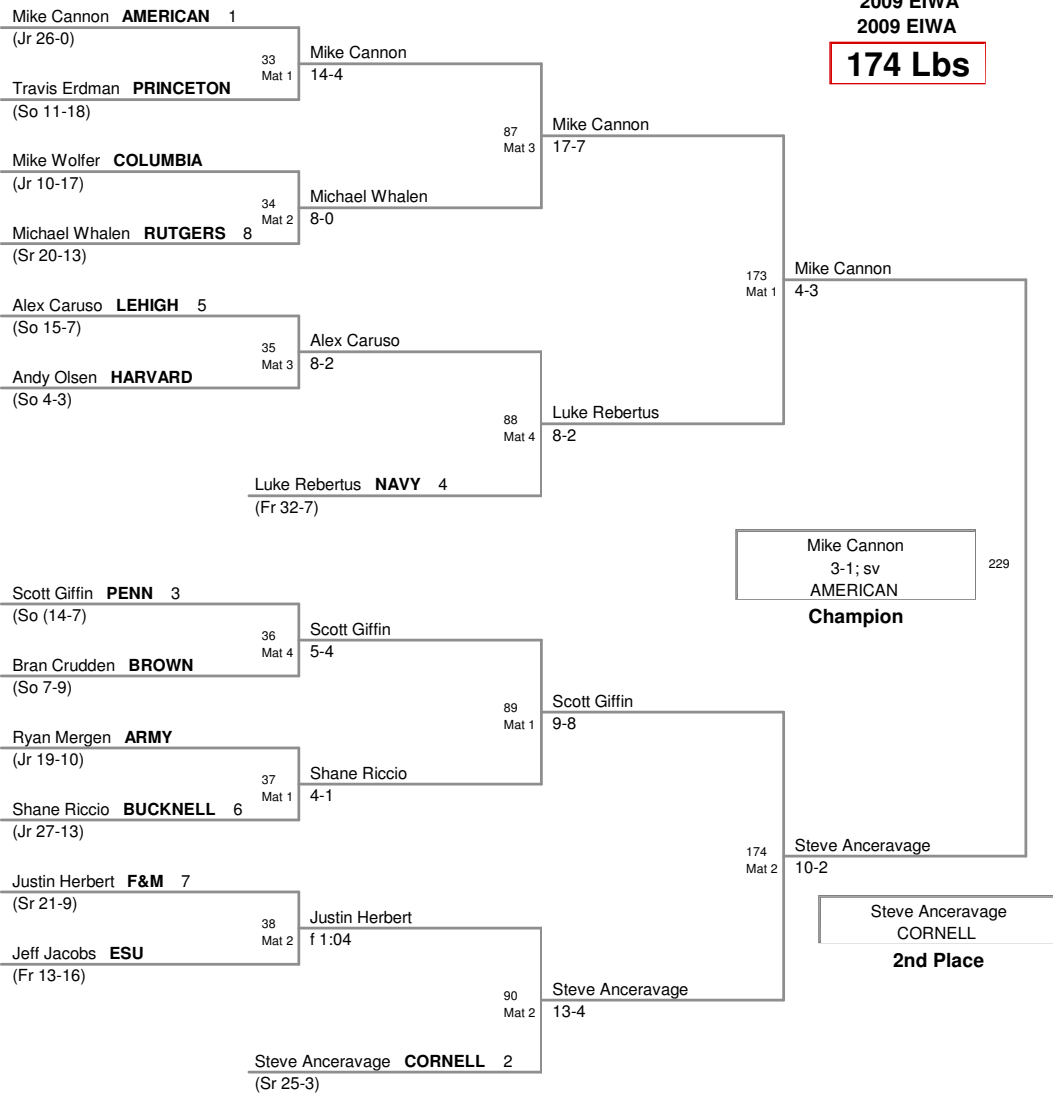 2009 EIWA
2009 EIWA
174 Lbs
Mike Cannon AMERICAN 1
(Jr 26-0)
33
Mat 1
Mike Cannon
14-4
Travis Erdman PRINCETON
(So 11-18)
87
Mat 3
Mike Cannon
17-7
Mike Wolfer COLUMBIA
(Jr 10-17)
34
Mat 2
Michael Whalen
8-0
Michael Whalen RUTGERS 8
(Sr 20-13)
173
Mat 1
Mike Cannon
4-3
Alex Caruso LEHIGH 5
(So 15-7)
35
Mat 3
Alex Caruso
8-2
Andy Olsen HARVARD
(So 4-3)
88
Mat 4
Luke Rebertus
8-2
Luke Rebertus NAVY 4
(Fr 32-7)
Mike Cannon
3-1; sv
AMERICAN
229
Champion
Scott Giffin PENN 3
(So (14-7)
36
Mat 4
Scott Giffin
5-4
Bran Crudden BROWN
(So 7-9)
89
Mat 1
Scott Giffin
9-8
Ryan Mergen ARMY
(Jr 19-10)
37
Mat 1
Shane Riccio
4-1
Shane Riccio BUCKNELL 6
(Jr 27-13)
174
Mat 2
Steve Anceravage
10-2
Justin Herbert F&M 7
(Sr 21-9)
38
Mat 2
Justin Herbert
f 1:04
Steve Anceravage
CORNELL
2nd Place
Jeff Jacobs ESU
(Fr 13-16)
90
Mat 2
Steve Anceravage
13-4
Steve Anceravage CORNELL 2
(Sr 25-3)